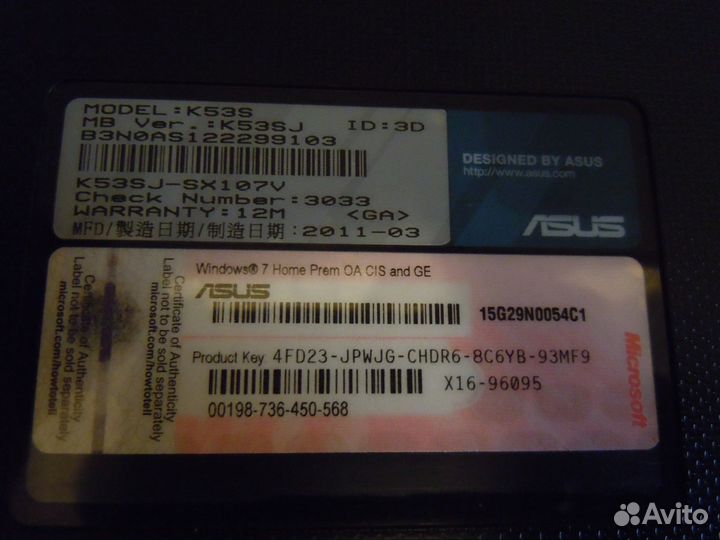 MODEL:K53S
MB Ver.:K53SJ ID:3D
B3N0AS122299103
K53SJ-SX107V
Check Number:3033
WARRANTY:12M <GA>
MFD/製造日期/制造日期:2011-03
DESIGNED BY ASUS
http://www.asus.com
ASUS
Certificate of Authenticity
Label not to be sold separately
microsoft.com/howtotell
Certificate of Authenticity
Label not to be sold separately
microsoft.com/howtotell
Windows® 7 Home Prem OA CIS and GE
ASUS
15G29N0054C1
Product Key 4FD23-JPWJG-CHDR6-8C6YB-93MF9
X16-96095
00198-736-450-568
Microsoft
Avito